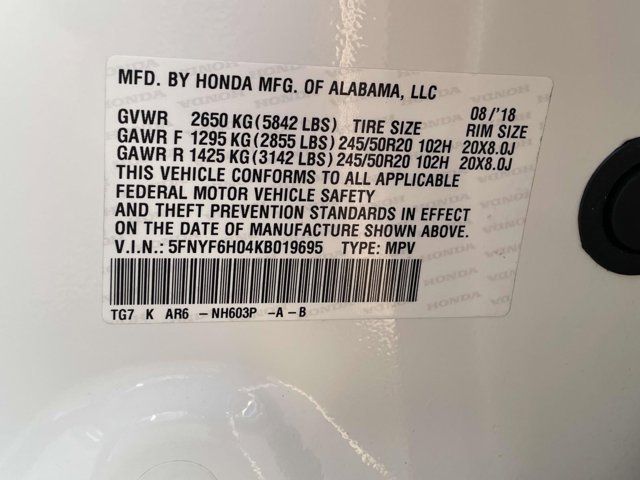 MFD. BY HONDA MFG. OF ALABAMA, LLC
08/'18
GVWR 2650 KG(5842 LBS) TIRE SIZE RIM SIZE
GAWR F 1295 KG(2855 LBS) 245/50R20 102H 20X8.0J
GAWR R 1425 KG(3142 LBS) 245/50R20 102H 20X8.0J
THIS VEHICLE CONFORMS TO ALL APPLICABLE
FEDERAL MOTOR VEHICLE SAFETY
AND THEFT PREVENTION STANDARDS IN EFFECT
ON THE DATE OF MANUFACTURE SHOWN ABOVE.
V.I.N.: 5FNYF6H04KB019695 TYPE: MPV
TG7 K AR6 -NH603P -A-B